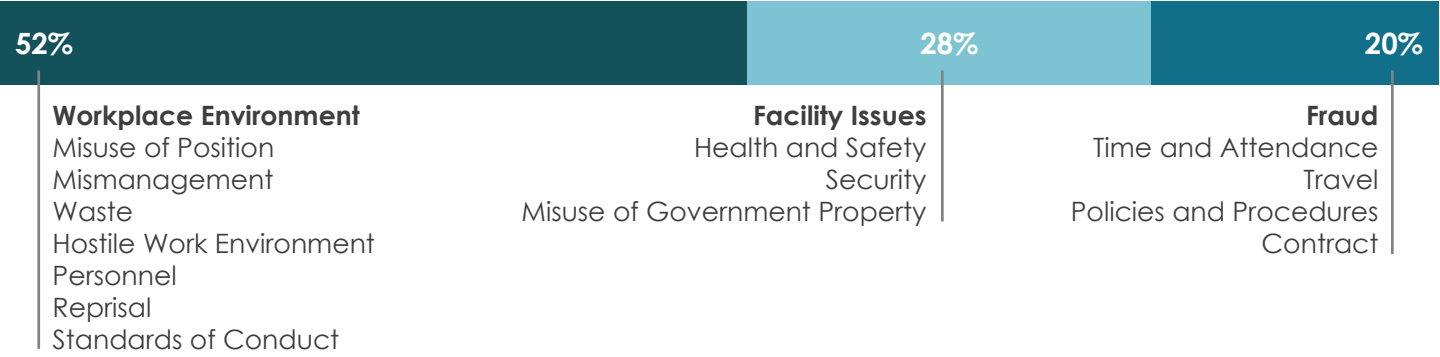 52%
28%
20%
Workplace Environment
Misuse of Position
Mismanagement
Waste
Hostile Work Environment
Personnel
Reprisal
Standards of Conduct
Facility Issues
Health and Safety
Security
Misuse of Government Property
Fraud
Time and Attendance
Travel
Policies and Procedures
Contract